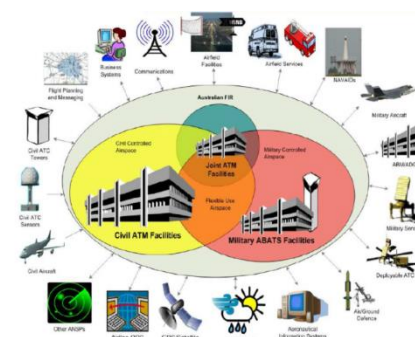 Business
Systems
Communications
Airfield
Facilities
Airfield Services
NAVAIDs
Flight Planning
and Messaging
Australian FIR
Military Aircraft
Civil Controlled
Airspace
Military Controlled
Airspace
Civil ATC
Towers
Joint ATM
Facilities
Civil ATC
Sensors
Flexible Use
Airspace
Civil ATM Facilities
Military ABATS Facilities
Deployable ATC
Civil Aircraft
Air/Ground
Defence
Other ANSPs
Aeronautical
Information Systems